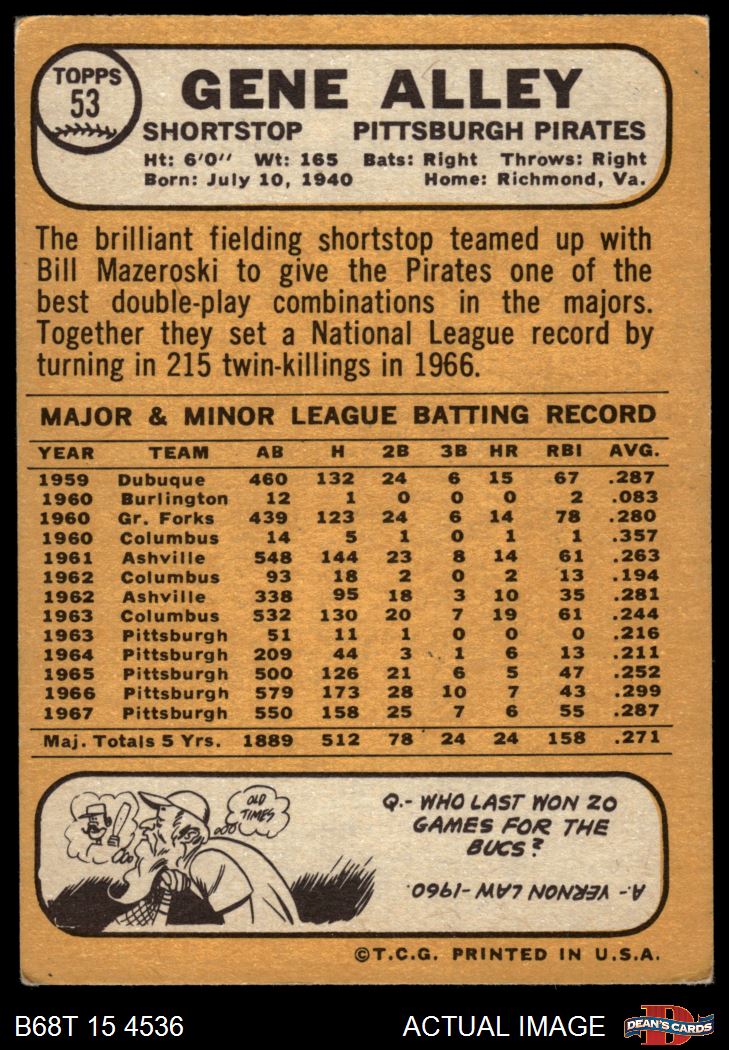 TOPPS
53
GENE ALLEY
SHORTSTOP PITTSBURGH PIRATES
Ht: 6'0" Wt: 165 Bats: Right Throws: Right
Born: July 10, 1940 Home: Richmond, Va.
The brilliant fielding shortstop teamed up with
Bill Mazeroski to give the Pirates one of the
best double-play combinations in the majors.
Together they set a National League record by
turning in 215 twin-killings in 1966.
MAJOR & MINOR LEAGUE BATTING RECORD
YEAR TEAM AB H 2B 3B HR RBI AVG.
1959 Dubuque 460 132 24 6 15 67 .287
1960 Burlington 12 1 0 0 0 2 .083
1960 Gr. Forks 439 123 24 6 14 78 .280
1960 Columbus 14 5 1 0 1 1 .357
1961 Ashville 548 144 23 8 14 61 .263
1962 Columbus 93 18 2 0 2 13 .194
1962 Ashville 338 95 18 3 10 35 .281
1963 Columbus 532 130 20 7 19 61 .244
1963 Pittsburgh 51 11 1 0 0 0 .216
1964 Pittsburgh 209 44 3 1 6 13 .211
1965 Pittsburgh 500 126 21 6 5 47 .252
1966 Pittsburgh 579 173 28 10 7 43 .299
1967 Pittsburgh 550 158 25 7 6 55 .287
Maj. Totals 5 Yrs. 1889 512 78 24 24 158 .271
OLD
TIMES
Q.- WHO LAST WON 20
GAMES FOR THE
BUCS?
A.- VERNON LAW -1960.
©T.C.G. PRINTED IN U.S.A.
B68T 15 4536 ACTUAL IMAGE
D
DEAN'S CARDS